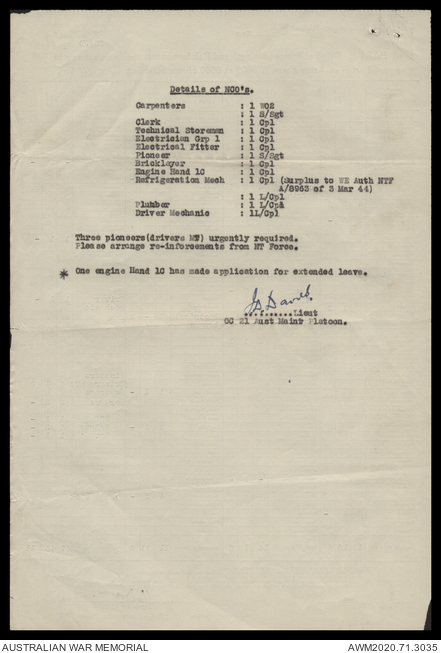 Details of NCO's.
Carpenters : 1 WO2
: 1 S/Sgt
Clerk : 1 Cpl
Technical Storeman : 1 Cpl
Electrician Grp 1 : 1 Cpl
Electrical Fitter : 1 Cpl
Pioneer : 1 S/Sgt
Bricklayer : 1 Cpl
Engine Hand 1C : 1 Cpl
Refrigeration Mech : 1 Cpl (Surplus to WE Auth NTF
A/8963 of 3 Mar 44)
: 1 L/Cpl
Plumber : 1 L/Cpl
Driver Mechanic : 1L/Cpl
Three pioneers(drivers MT) urgently required.
Please arrange re-inforcements from NT Force.
* One engine Hand 1C has made application for extended leave.
Davies.
..........Lieut
OC 21 Aust Maint Platoon.
AUSTRALIAN WAR MEMORIAL AWM2020.71.3035